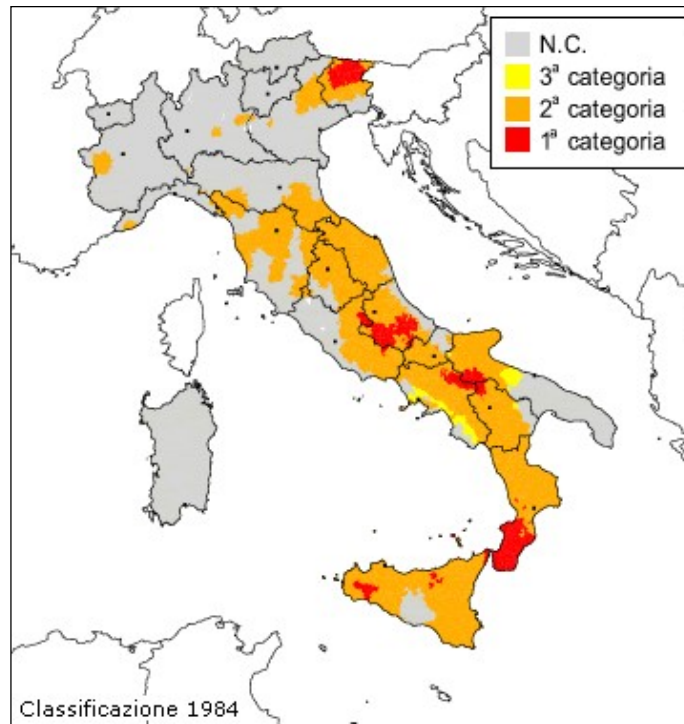 N.C.
3ª categoria
2ª categoria
1ª categoria
Classificazione 1984